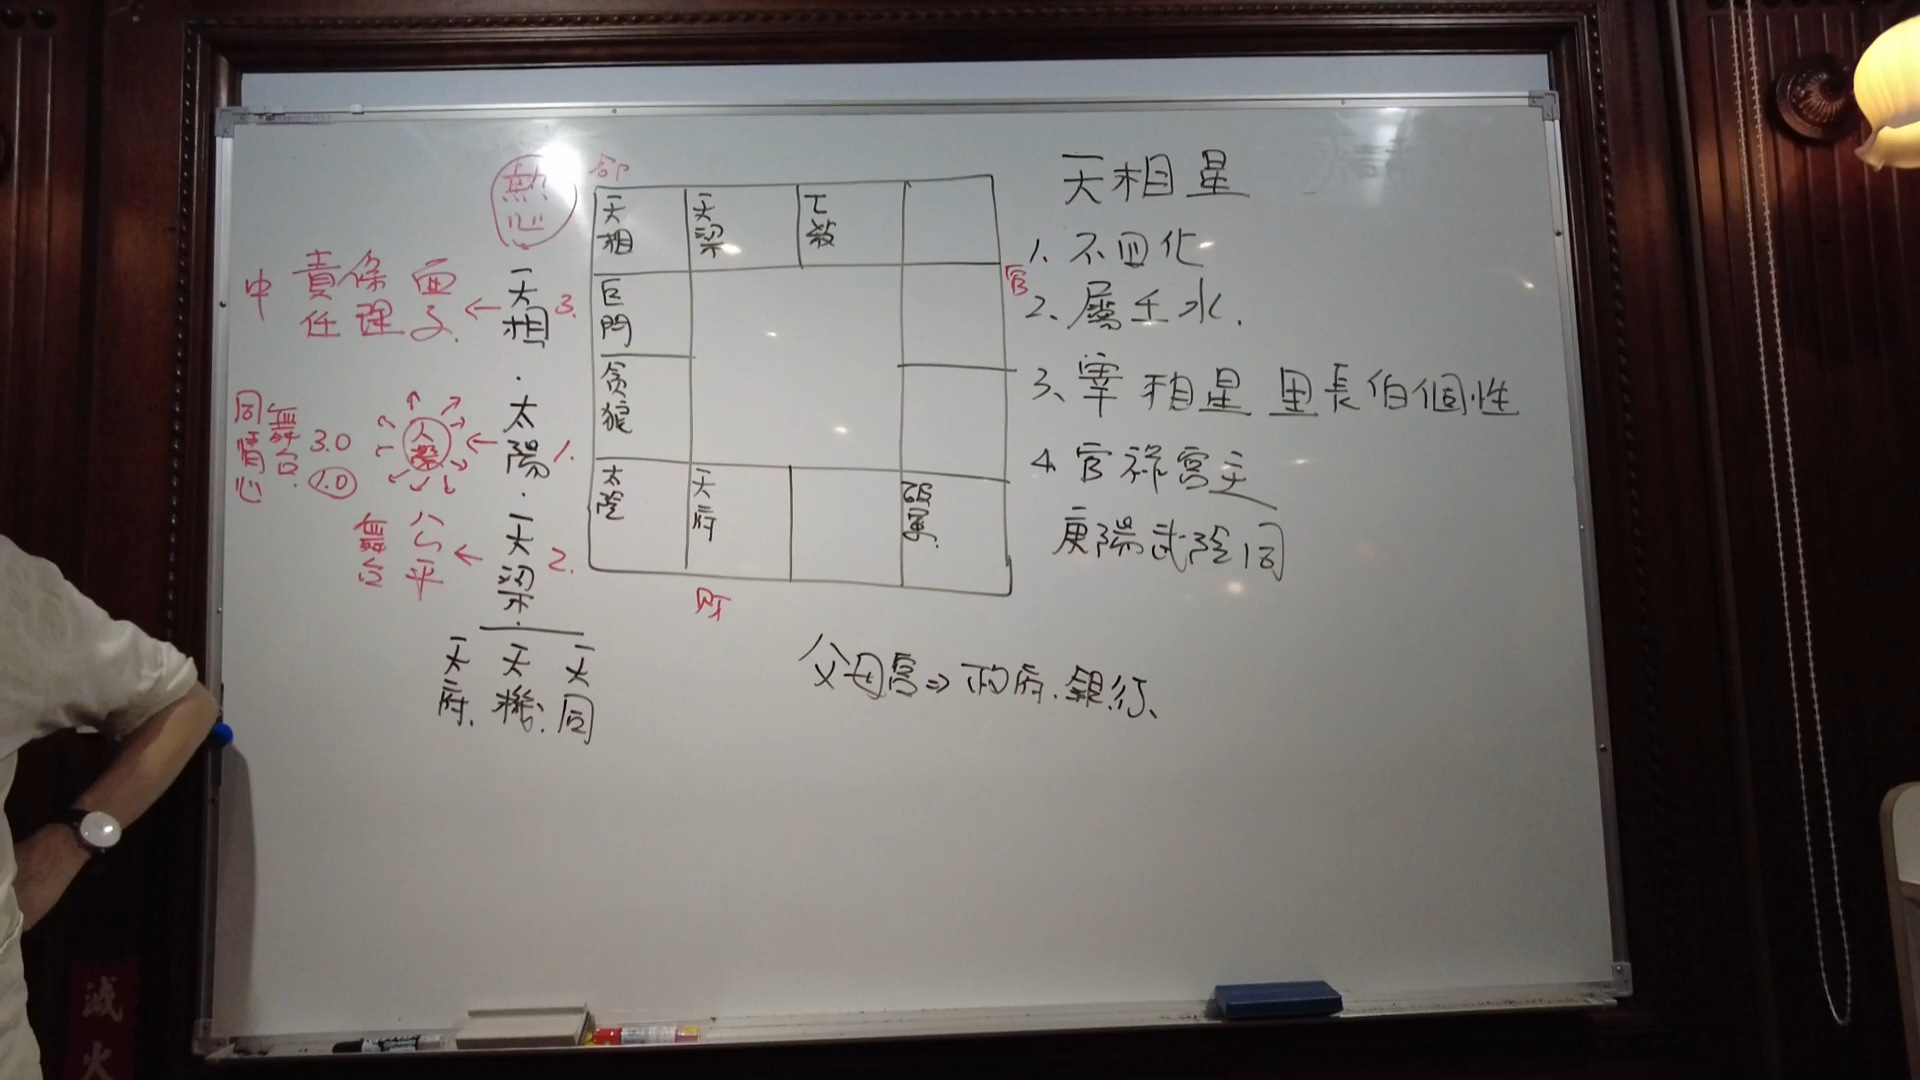 熱心
命
天相
天梁
七殺
巨門
貪狼
太陰
天府
破軍
官
財
天相星
1. 不四化
2、屬壬水.
3、宰相星 里長伯個性
4. 官祿宮主
庚陽武陰同
父母宮⇒政府.銀行、
天相 3.
面子.
條理
責任
中
太陽 1.
人群
3.0
1.0
舞台.
同情心
天梁. 2.
公平
舞台
天府.
天機.
天同
滅火